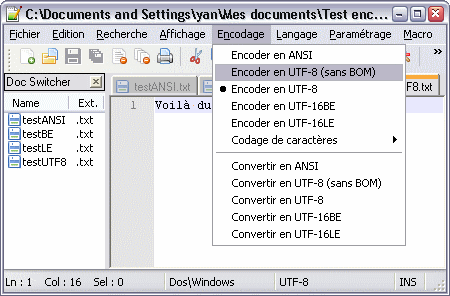 C:\Documents and Settings\yan\Mes documents\Test enc...
Fichier Edition Recherche Affichage Encodage Langage Paramétrage Macro
Encoder en ANSI
Encoder en UTF-8 (sans BOM)
Encoder en UTF-8
Encoder en UTF-16BE
Encoder en UTF-16LE
Codage de caractères
Convertir en ANSI
Convertir en UTF-8 (sans BOM)
Convertir en UTF-8
Convertir en UTF-16BE
Convertir en UTF-16LE
Doc Switcher
Name Ext.
testANSI .txt
testBE .txt
testLE .txt
testUTF8 .txt
testANSI.txt
F8.txt
1 Voilà du
Ln : 1 Col : 16 Sel : 0 Dos\Windows UTF-8 INS